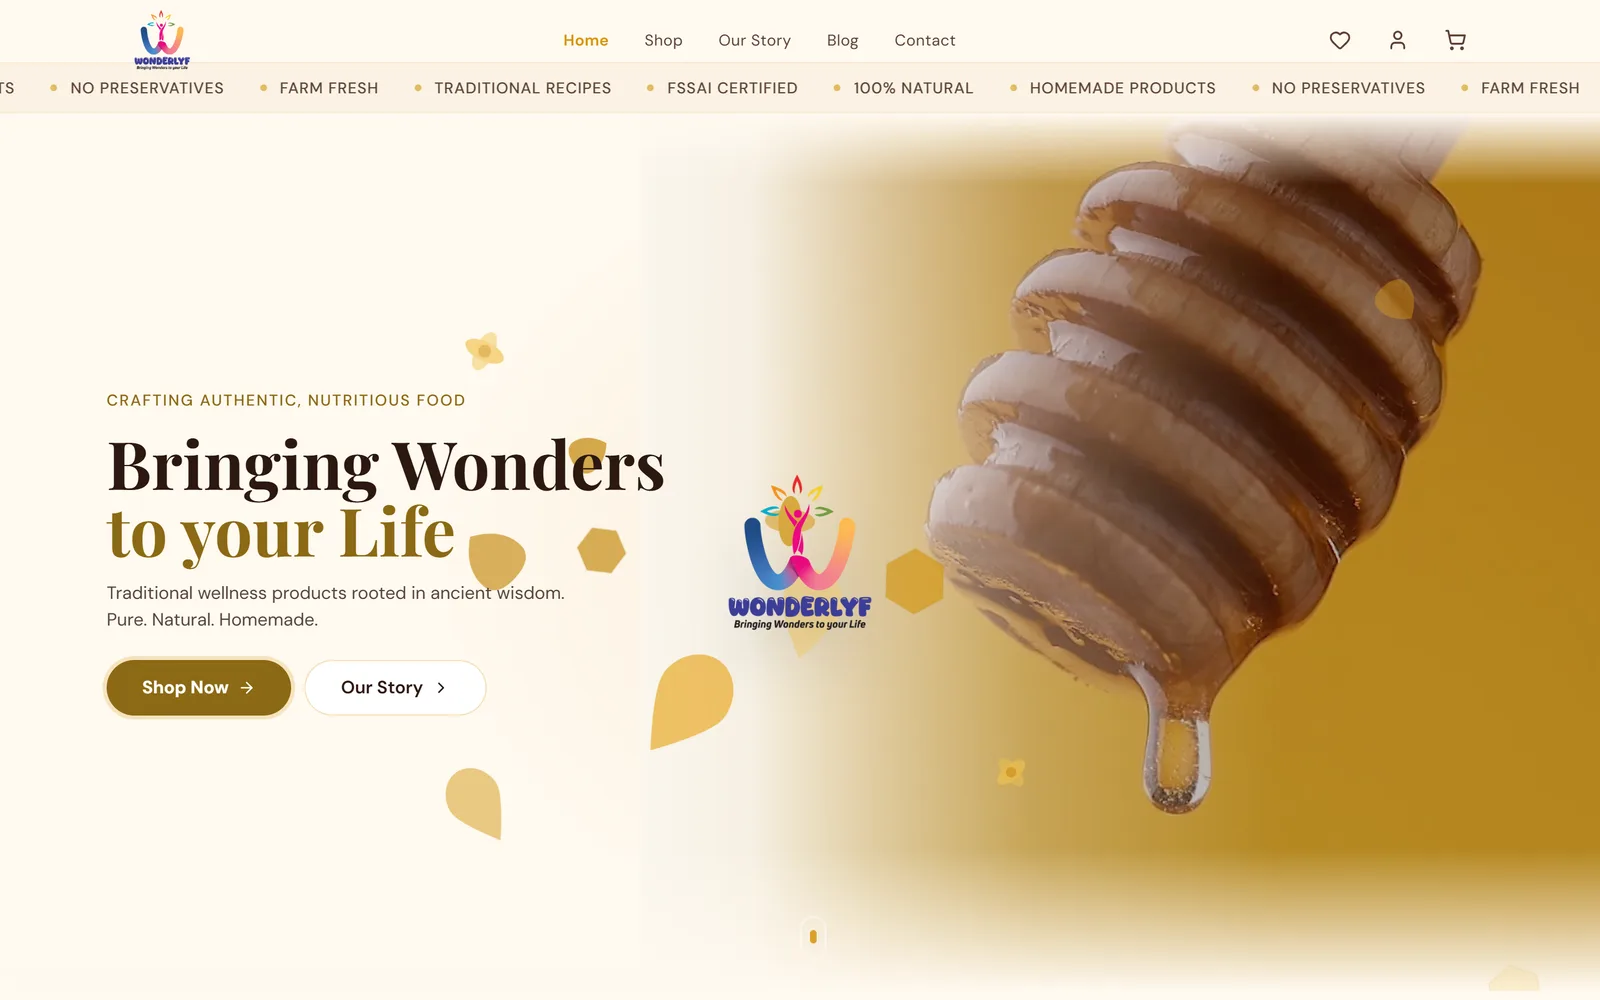 WONDERLYF
Bringing Wonders to your Life
Home
Shop
Our Story
Blog
Contact
TS • NO PRESERVATIVES • FARM FRESH • TRADITIONAL RECIPES • FSSAI CERTIFIED • 100% NATURAL • HOMEMADE PRODUCTS • NO PRESERVATIVES • FARM FRESH
CRAFTING AUTHENTIC, NUTRITIOUS FOOD
Bringing Wonders
to your Life
Traditional wellness products rooted in ancient wisdom.
Pure. Natural. Homemade.
Shop Now
Our Story
WONDERLYF
Bringing Wonders to your Life